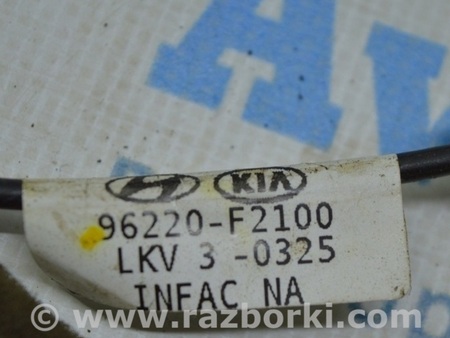 KIA
96220-F2100
LKV 3 -0325
INFAC NA
© www.razborki.com